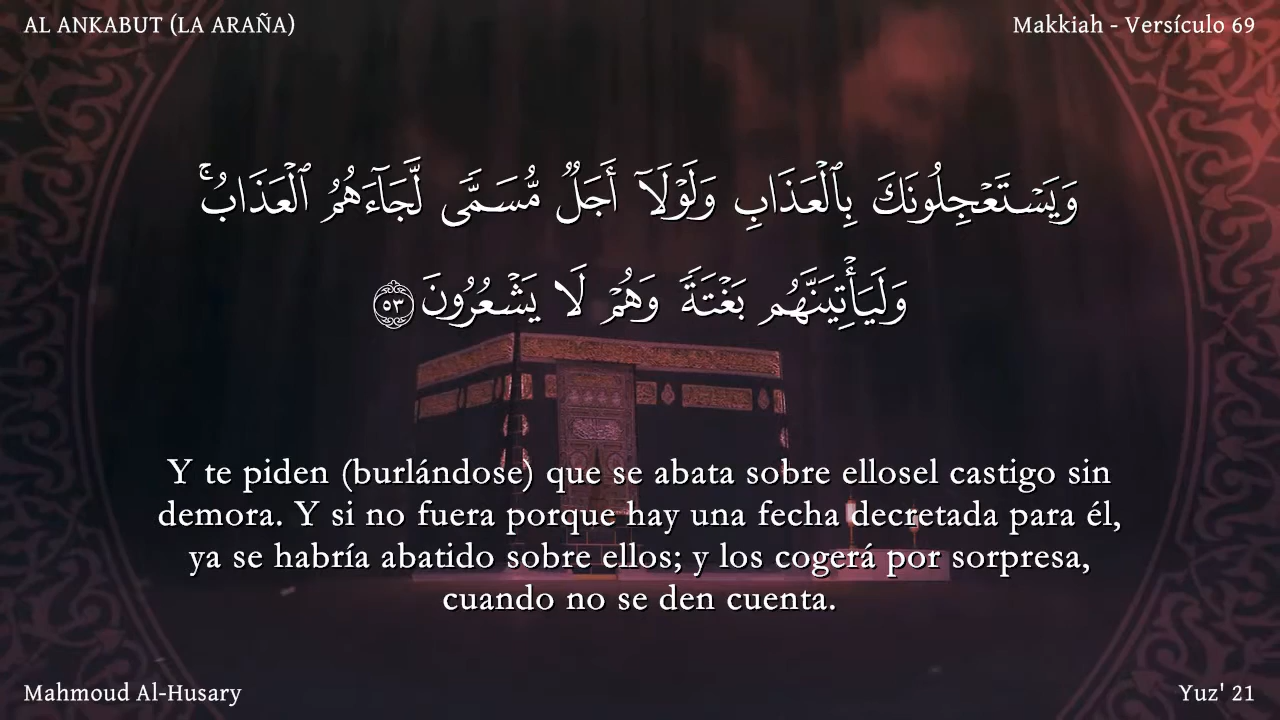 AL ANKABUT (LA ARAÑA)
Makkiah - Versículo 69
وَيَسْتَعْجِلُونَكَ بِٱلْعَذَابِ وَلَوْلَآ أَجَلٌ مُّسَمًّى لَّجَآءَهُمُ ٱلْعَذَابُ ۚ
وَلَيَأْتِيَنَّهُم بَغْتَةً وَهُمْ لَا يَشْعُرُونَ ٥٣
Y te piden (burlándose) que se abata sobre ellosel castigo sin
demora. Y si no fuera porque hay una fecha decretada para él,
ya se habría abatido sobre ellos; y los cogerá por sorpresa,
cuando no se den cuenta.
Mahmoud Al-Husary
Yuz' 21